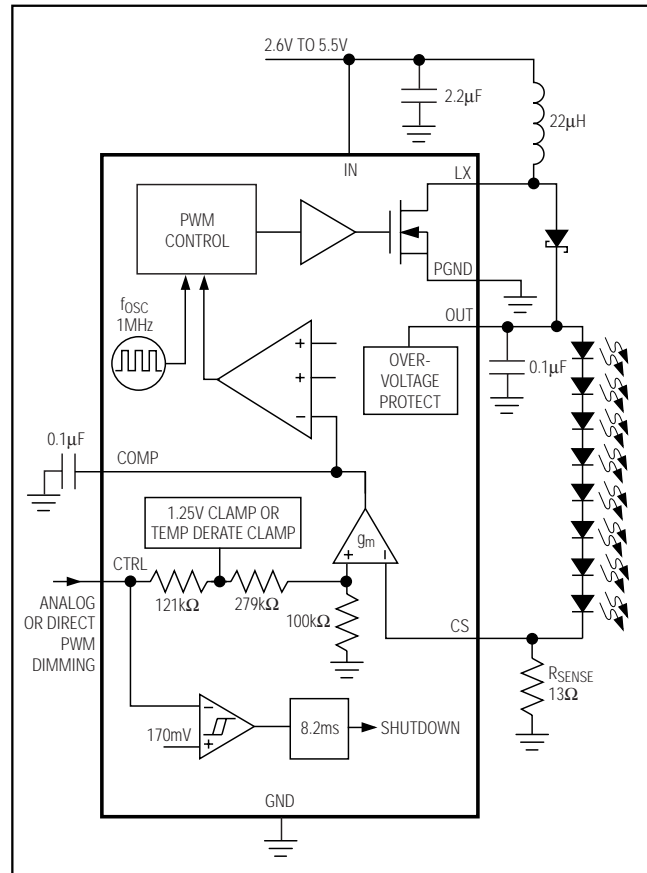 2.6V TO 5.5V
2.2µF
22µH
IN
LX
PWM
CONTROL
PGND
fOSC
1MHz
OUT
OVER-
VOLTAGE
PROTECT
0.1µF
+
+
−
0.1µF
COMP
1.25V CLAMP OR
TEMP DERATE CLAMP
gm
+
−
CTRL
121kΩ
279kΩ
100kΩ
CS
ANALOG
OR DIRECT
PWM
DIMMING
RSENSE
13Ω
−
170mV
+
8.2ms
SHUTDOWN
GND